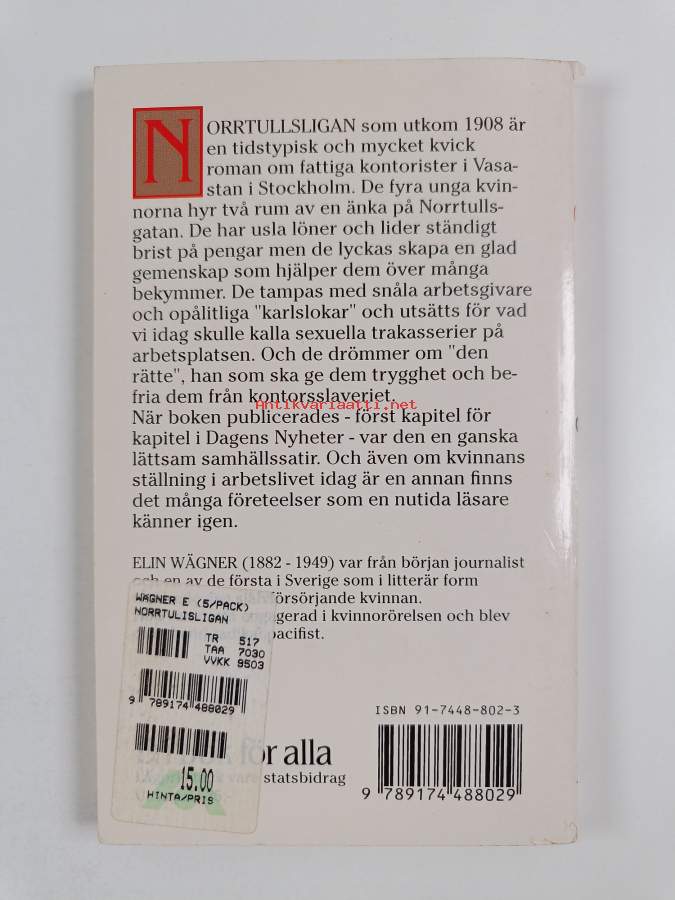 NORRTULLSLIGAN som utkom 1908 är
en tidstypisk och mycket kvick
roman om fattiga kontorister i Vasa-
stan i Stockholm. De fyra unga kvin-
norna hyr två rum av en änka på Norrtulls-
gatan. De har usla löner och lider ständigt
brist på pengar men de lyckas skapa en glad
gemenskap som hjälper dem över många
bekymmer. De tampas med snåla arbetsgivare
och opålitliga "karlslokar" och utsätts för vad
vi idag skulle kalla sexuella trakasserier på
arbetsplatsen. Och de drömmer om "den
rätte", han som ska ge dem trygghet och be-
fria dem från kontorsslaveriet.
Antikvariaatti.net
När boken publicerades - först kapitel för
kapitel i Dagens Nyheter - var den en ganska
lättsam samhällssatir. Och även om kvinnans
ställning i arbetslivet idag är en annan finns
det många företeelser som en nutida läsare
känner igen.
ELIN WÄGNER (1882 - 1949) var från början journalist
och en av de första i Sverige som i litterär form
försörjande kvinnan.
gerad i kvinnorörelsen och blev
pacifist.
WÄGNER E (5/PACK)
NORRTULISLIGAN
TR 517
TAA 7030
VVKK 9503
9 789174 488029
15.00
HINTA/PRIS
ISBN 91-7448-802-3
9 789174 488029
för alla
statsbidrag